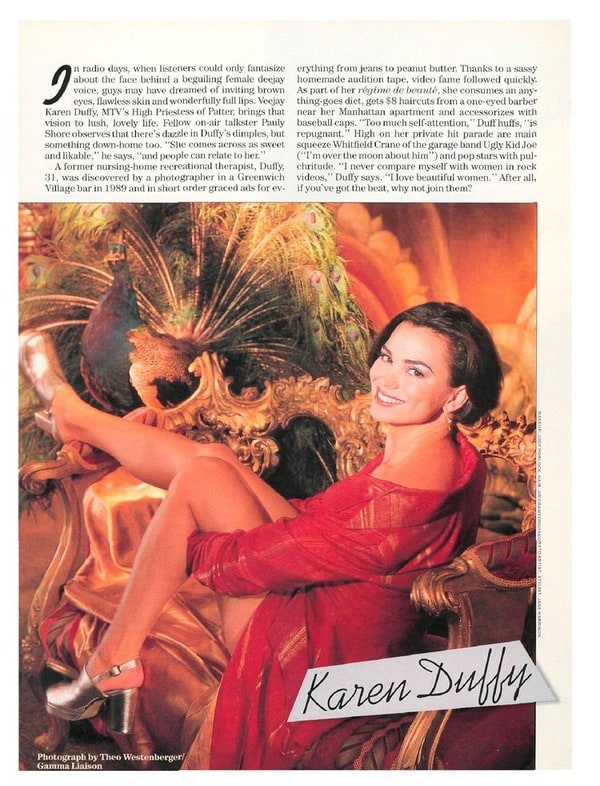 In radio days, when listeners could only fantasize
about the face behind a beguiling female deejay
voice, guys may have dreamed of inviting brown
eyes, flawless skin and wonderfully full lips. Veejay
Karen Duffy, MTV's High Priestess of Patter, brings that
vision to lush, lovely life. Fellow on-air talkster Pauly
Shore observes that there's dazzle in Duffy's dimples, but
something down-home too. "She comes across as sweet
and likable," he says, "and people can relate to her."
A former nursing-home recreational therapist, Duffy,
31, was discovered by a photographer in a Greenwich
Village bar in 1989 and in short order graced ads for ev-
erything from jeans to peanut butter. Thanks to a sassy
homemade audition tape, video fame followed quickly.
As part of her régime de beauté, she consumes an any-
thing-goes diet, gets $8 haircuts from a one-eyed barber
near her Manhattan apartment and accessorizes with
baseball caps. "Too much self-attention," Duff huffs, "is
repugnant." High on her private hit parade are main
squeeze Whitfield Crane of the garage band Ugly Kid Joe
("I'm over the moon about him") and pop stars with pul-
chritude. "I never compare myself with women in rock
videos," Duffy says. "I love beautiful women." After all,
if you've got the beat, why not join them?
Karen Duffy
Photograph by Theo Westenberger/
Gamma Liaison